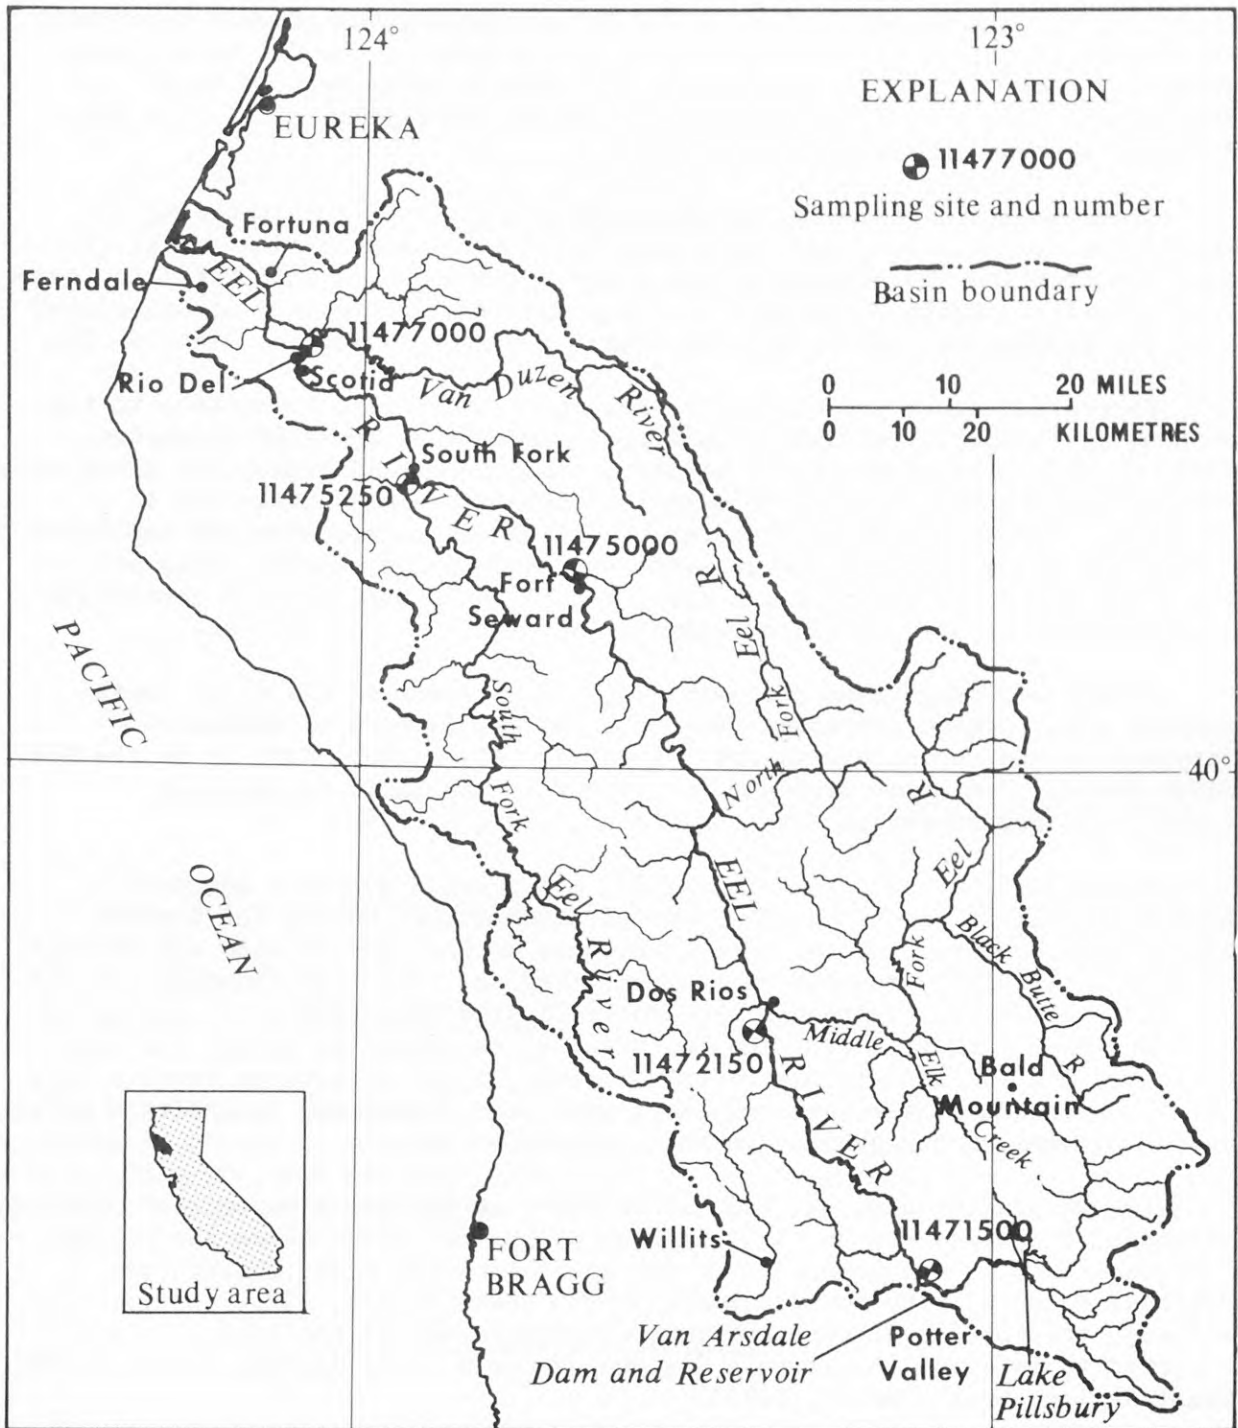 124°
123°
EXPLANATION
11477000
Sampling site and number
Basin boundary
0 10 20 MILES
0 10 20 KILOMETRES
EUREKA
Fortuna
Ferndale
EEL
11477000
Rio Del
Scotia
Van Duzen River
RIVER
South Fork
11475250
11475000
Fort
Seward
North Fork Eel R
PACIFIC
OCEAN
40°
South Fork Eel River
EEL
RIVER
Middle Fork Eel R
Black Butte R
Dos Rios
11472150
Elk Creek
Bald
Mountain
Willits
11471500
FORT
BRAGG
Study area
Van Arsdale
Dam and Reservoir
Potter
Valley
Lake
Pillsbury